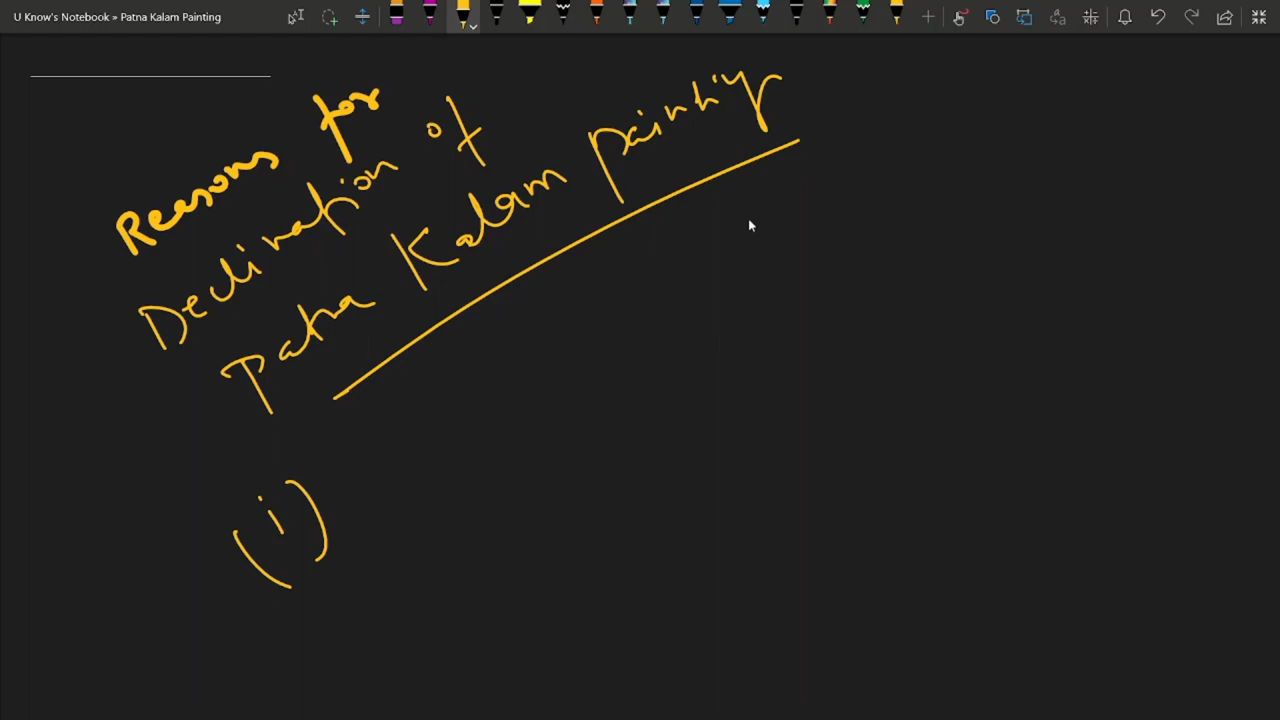 U Know's Notebook » Patna Kalam Painting
Reasons for
Declination of
Patna Kalam painting
(i)